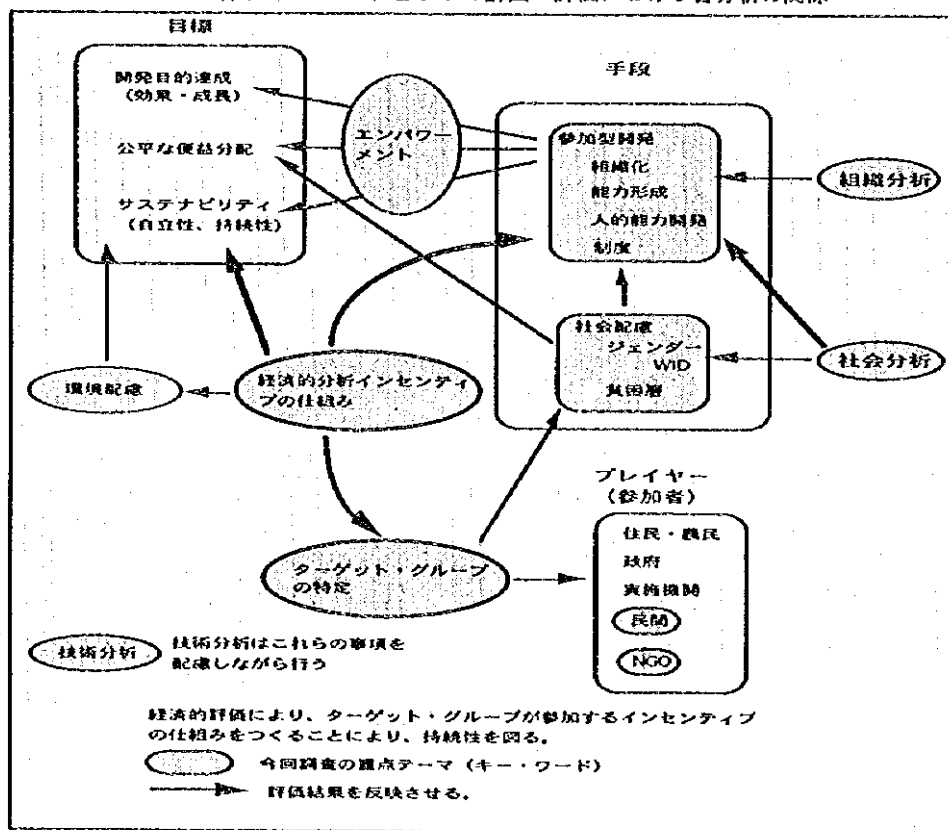 目標
開発目的達成
(効果・成長)
公平な便益分配
サステナビリティ
(自立性、持続性)
エンパワー
メント
手段
参加型開発
組織化
能力形成
人的能力開発
制度
組織分析
社会配慮
ジェンダー
WID
貧困層
社会分析
環境配慮
経済的分析インセンティ
ブの仕組み
ターゲット・グループ
の特定
プレイヤー
(参加者)
住民・農民
政府
実施機関
民間
NGO
技術分析
技術分析はこれらの事項を
配慮しながら行う
経済的評価により、ターゲット・グループが参加するインセンティブ
の仕組みをつくることにより、持続性を図る。
今回調査の重点テーマ(キー・ワード)
評価結果を反映させる。